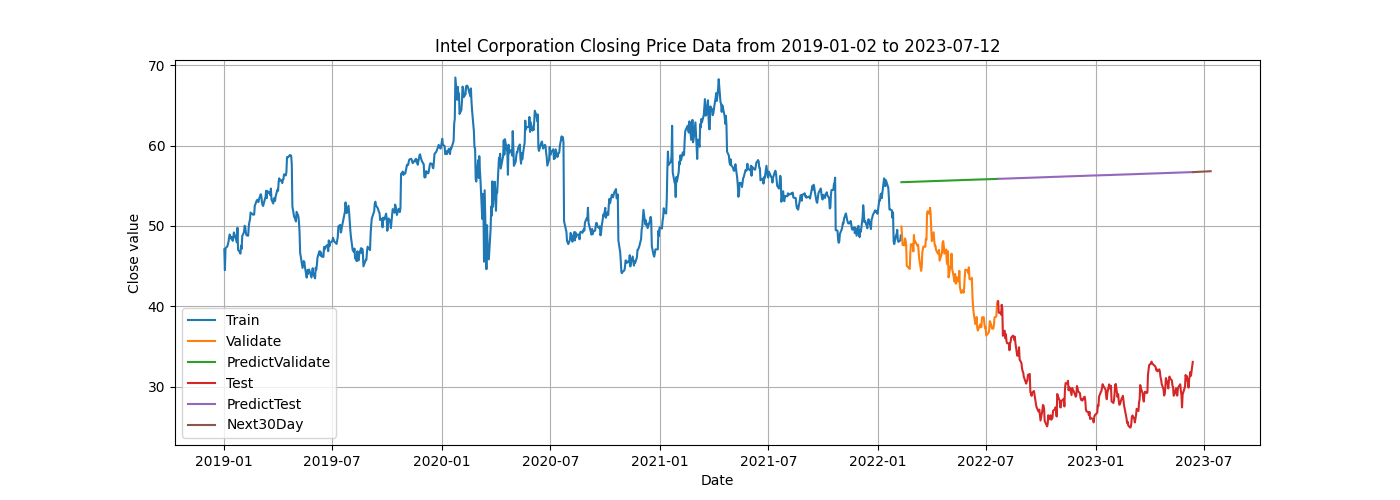 Intel Corporation Closing Price Data from 2019-01-02 to 2023-07-12
70
60
50
40
30
Close value
Train
Validate
PredictValidate
Test
PredictTest
Next30Day
2019-01 2019-07 2020-01 2020-07 2021-01 2021-07 2022-01 2022-07 2023-01 2023-07
Date